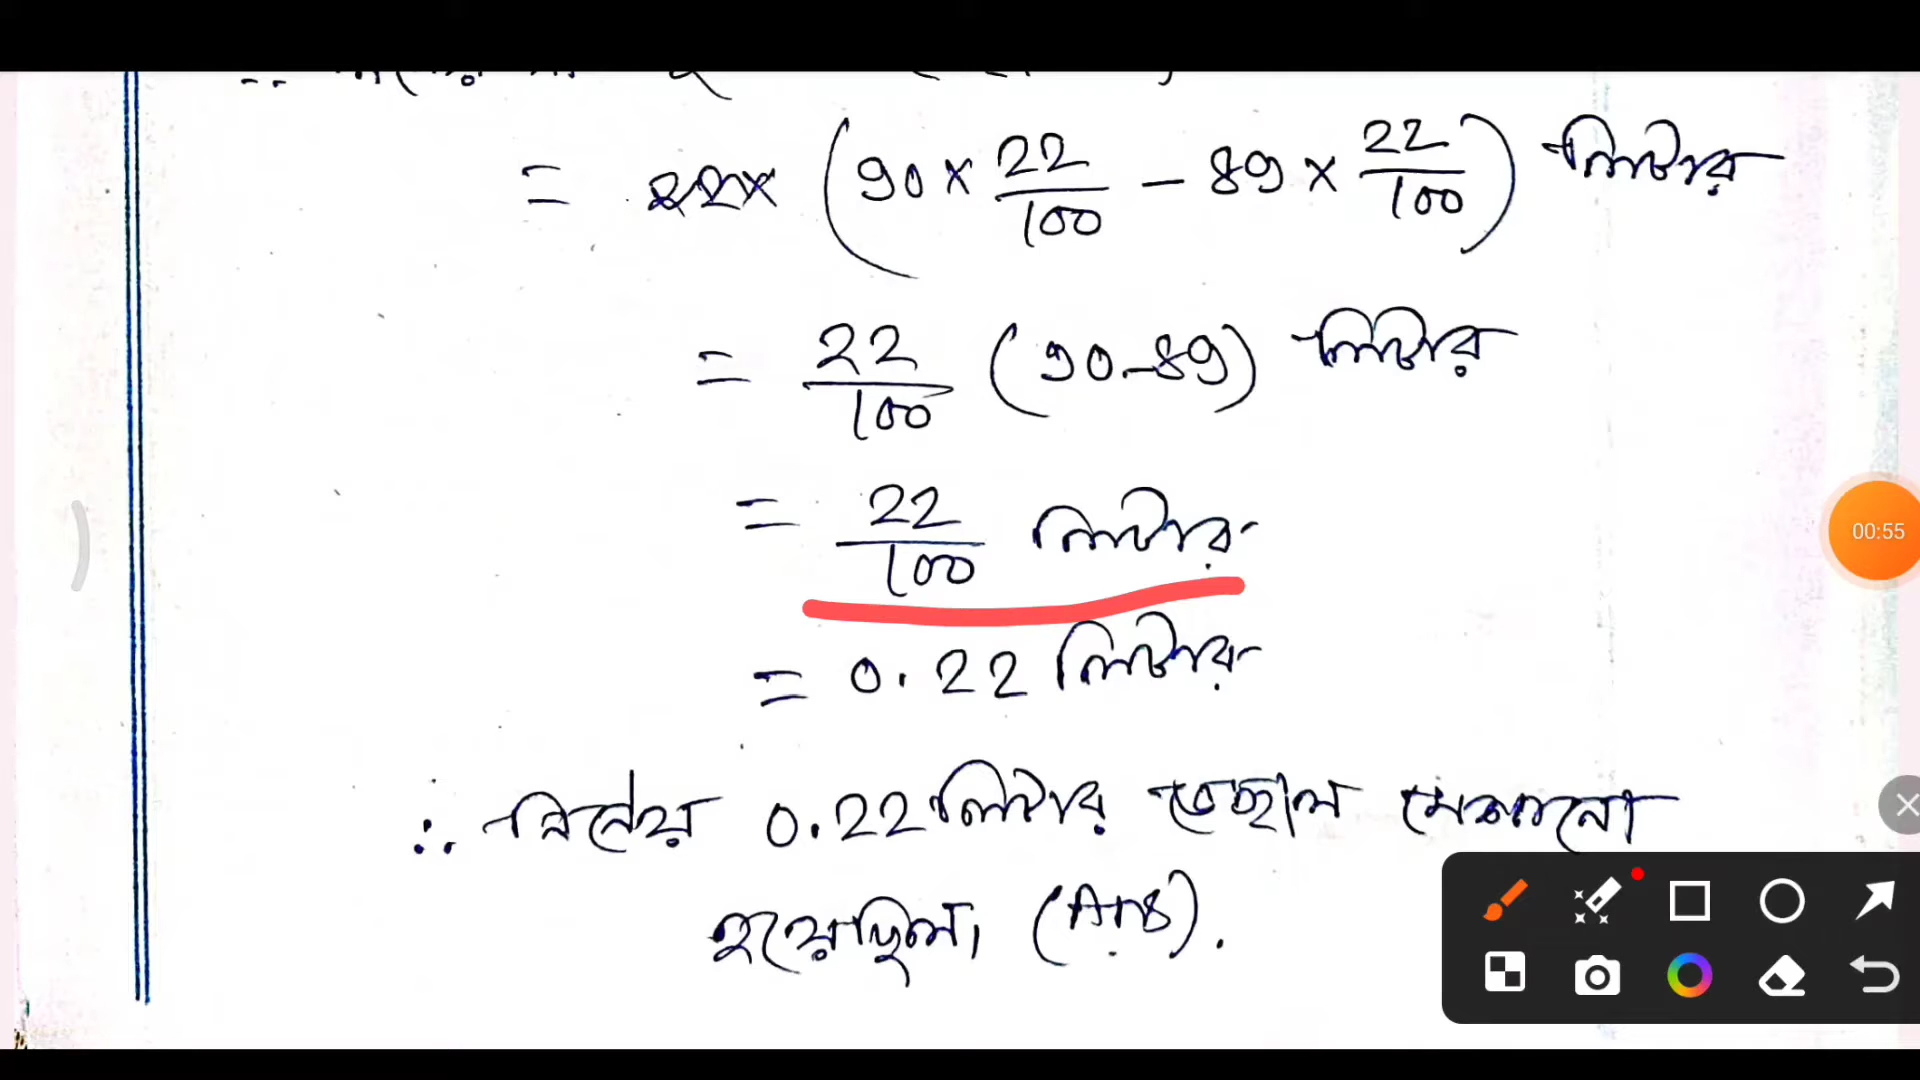 = (90 × 22/100 − 89 × 22/100) লিটার
= 22/100 (90-89) লিটার
= 22/100 লিটার
= 0.22 লিটার
00:55
∴ নির্নেয় 0.22 লিটার ভেজাল মেশানো
হয়েছিল। (Ans).